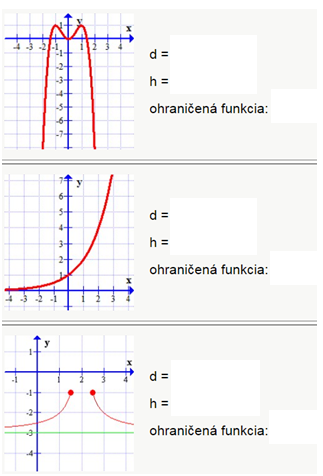 y
x
-4 -3 -2 -1 1 2 3 4
-1
-2
-3
-4
-5
-6
-7
d =
h =
ohraničená funkcia:
7
y
6
5
4
3
2
1
x
-4 -3 -2 -1 1 2 3 4
d =
h =
ohraničená funkcia:
y
1
x
-1 1 2 3 4
-1
-2
-3
-4
d =
h =
ohraničená funkcia: